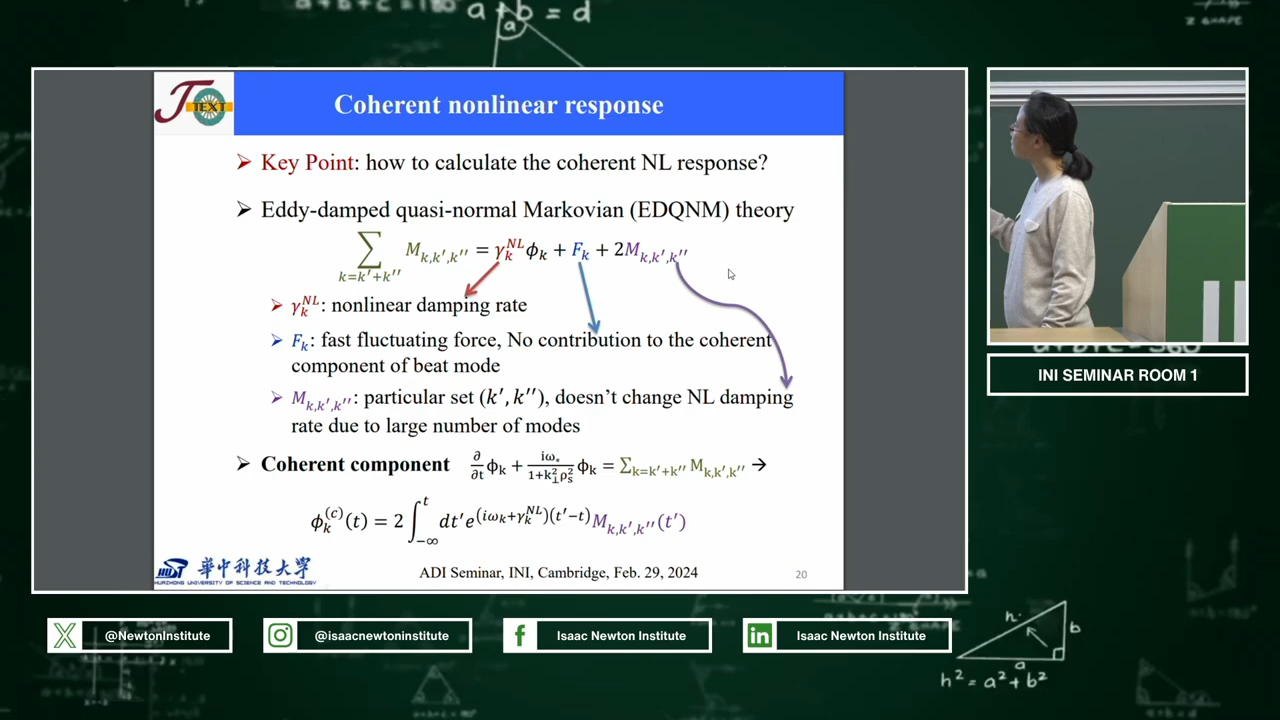 a + b = d
a
TEXT
Coherent nonlinear response
➢ Key Point: how to calculate the coherent NL response?
➢ Eddy-damped quasi-normal Markovian (EDQNM) theory
∑_{k=k′+k′′} M_{k,k′,k′′} = γ_k^{NL} ϕ_k + F_k + 2M_{k,k′,k′′}
➢ γ_k^{NL}: nonlinear damping rate
➢ F_k: fast fluctuating force, No contribution to the coherent
component of beat mode
➢ M_{k,k′,k′′}: particular set (k′, k′′), doesn't change NL damping
rate due to large number of modes
➢ Coherent component ∂/∂t ϕ_k + iω_*/(1+k_⊥^2 ρ_s^2) ϕ_k = ∑_{k=k′+k′′} M_{k,k′,k′′} →
ϕ_k^{(c)}(t) = 2 ∫_{−∞}^{t} dt′e^{(iω_k+γ_k^{NL})(t′−t)} M_{k,k′,k′′}(t′)
華中科技大學
HUAZHONG UNIVERSITY OF SCIENCE AND TECHNOLOGY
ADI Seminar, INI, Cambridge, Feb. 29, 2024
20
INI SEMINAR ROOM 1
@NewtonInstitute
@isaacnewtoninstitute
Isaac Newton Institute
Isaac Newton Institute
h
b
a
h² = a² + b²